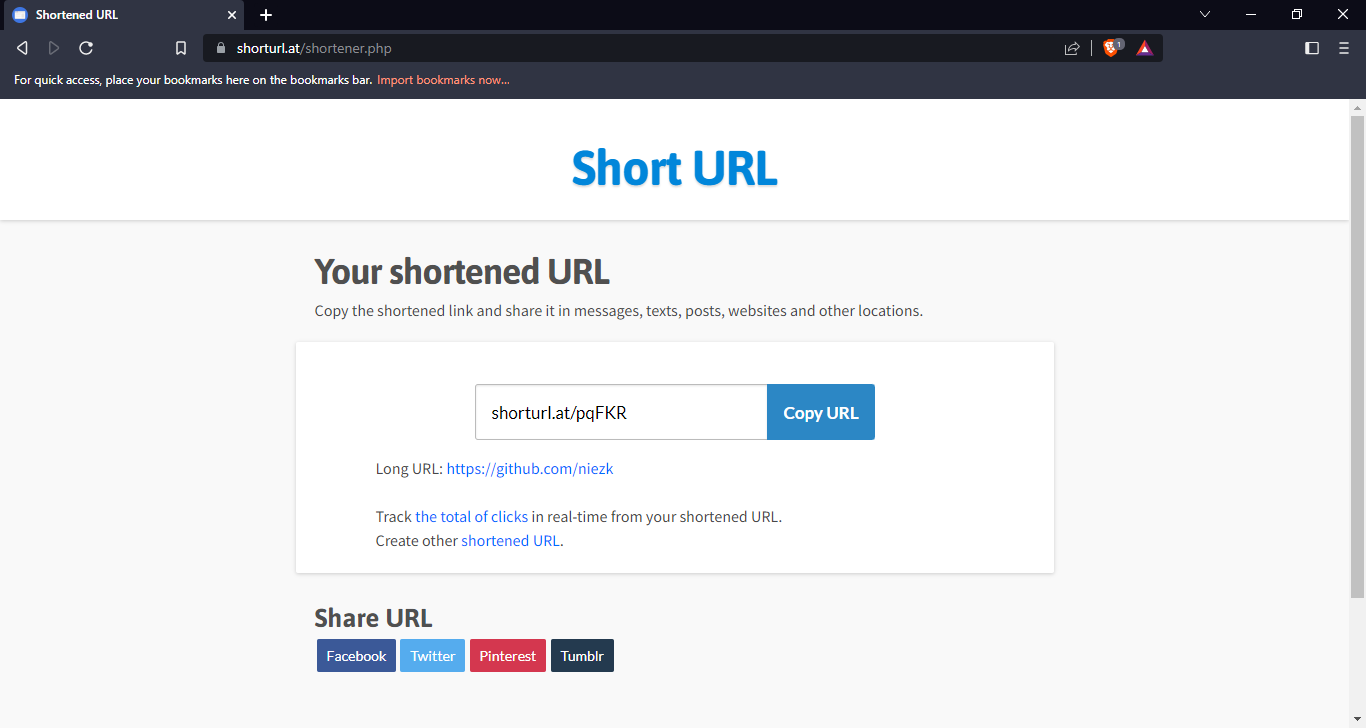 Shortened URL
shorturl.at/shortener.php
1
For quick access, place your bookmarks here on the bookmarks bar. Import bookmarks now...
Short URL
Your shortened URL
Copy the shortened link and share it in messages, texts, posts, websites and other locations.
shorturl.at/pqFKR Copy URL
Long URL: https://github.com/niezk
Track the total of clicks in real-time from your shortened URL.
Create other shortened URL.
Share URL
Facebook Twitter Pinterest Tumblr